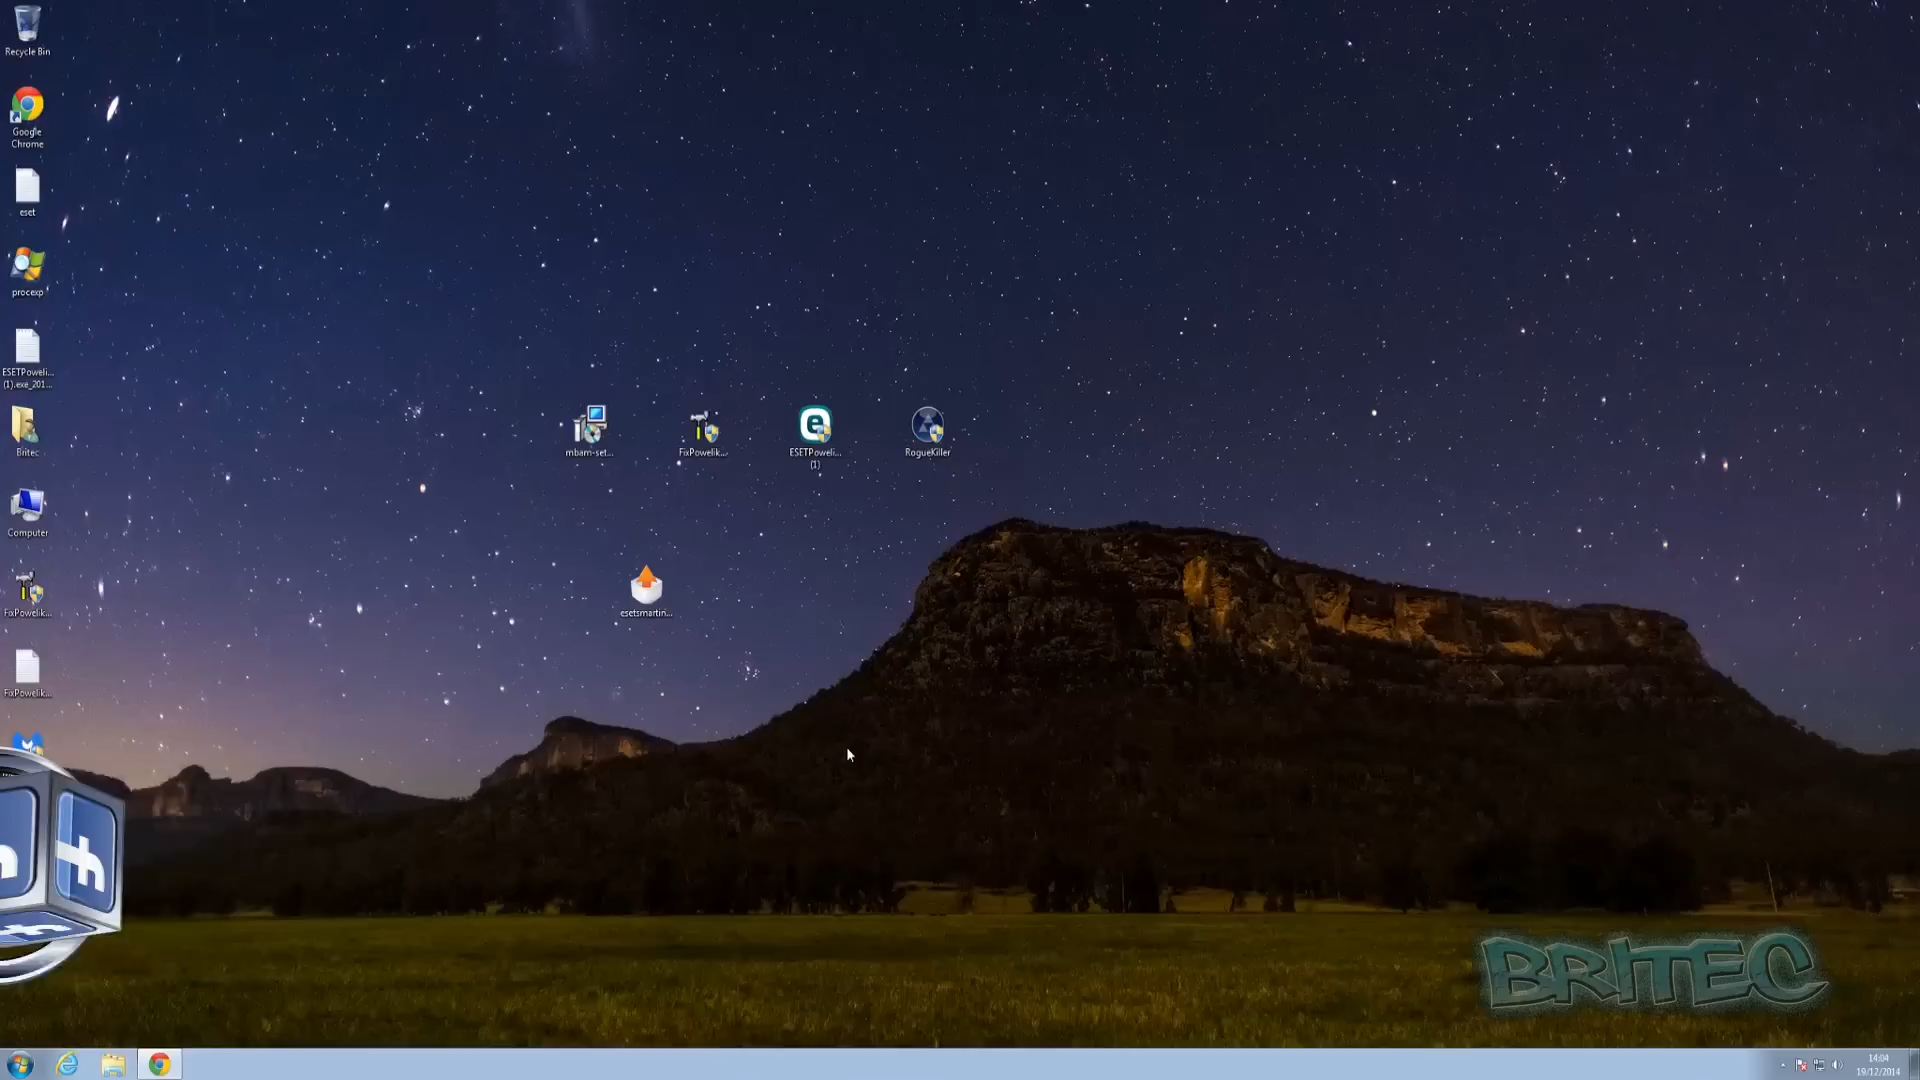 Recycle Bin
Google
Chrome
eset
procexp
ESETPoweli...
(1).exe_201...
Britec
Computer
FixPowelik...
FixPowelik...
mbam-set...
FixPowelik...
ESETPoweli...
(1)
RogueKiller
esetsmartin...
BRITEC
14:04
19/12/2014